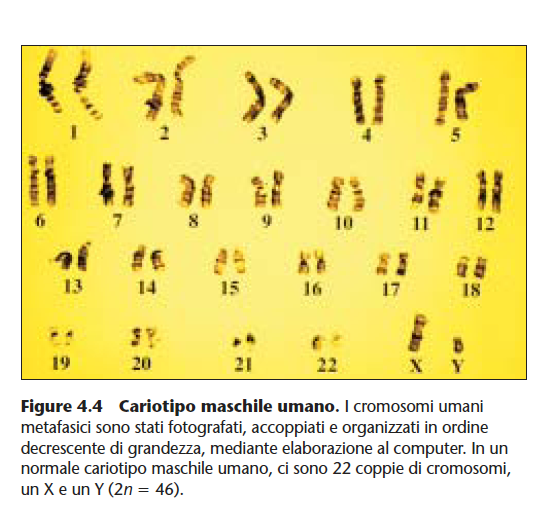 1 2 3 4 5
6 7 8 9 10 11 12
13 14 15 16 17 18
19 20 21 22 X Y
Figure 4.4 Cariotipo maschile umano. I cromosomi umani
metafasici sono stati fotografati, accoppiati e organizzati in ordine
decrescente di grandezza, mediante elaborazione al computer. In un
normale cariotipo maschile umano, ci sono 22 coppie di cromosomi,
un X e un Y (2n = 46).